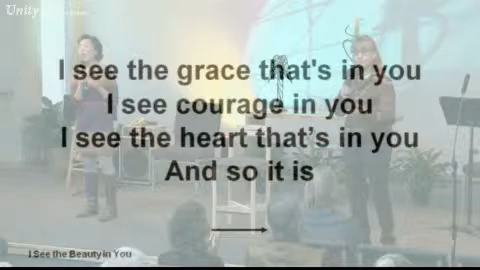 Unity
I see the grace that's in you
I see courage in you
I see the heart that's in you
And so it is
I See the Beauty in You